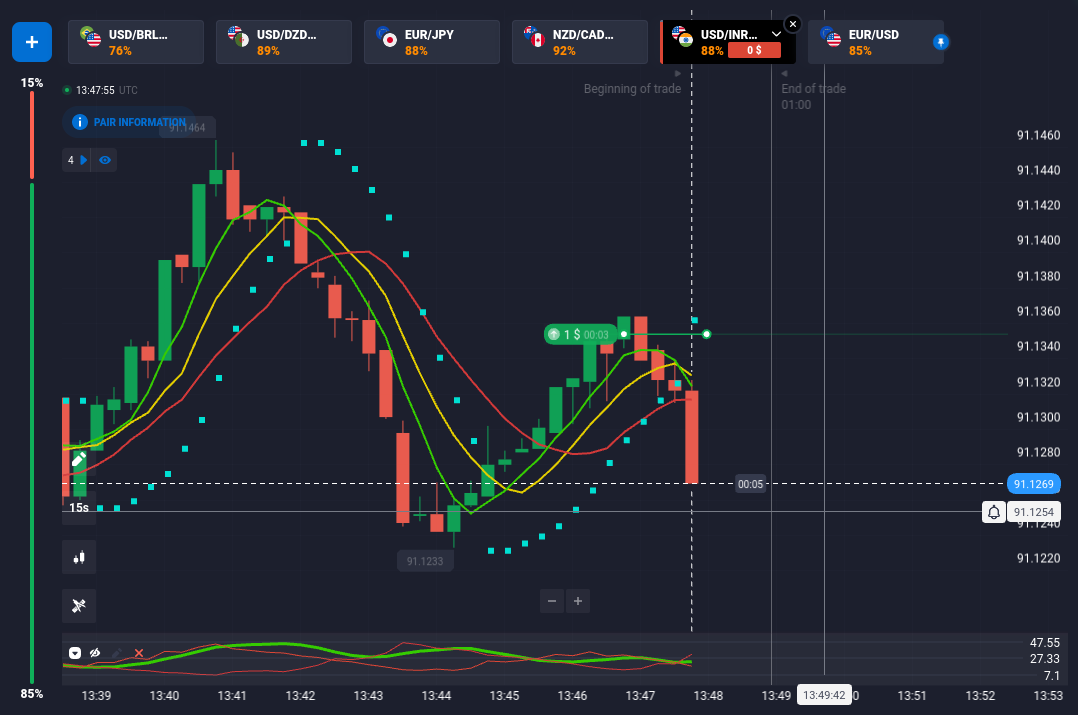 +
USD/BRL...
76%
USD/DZD...
89%
EUR/JPY
88%
NZD/CAD...
92%
USD/INR...
88%
0 $
EUR/USD
85%
15%
13:47:55 UTC
Beginning of trade
End of trade
01:00
PAIR INFORMATION
91.1464
4
91.1460
91.1440
91.1420
91.1400
91.1380
91.1360
1 $ 00:03
91.1340
91.1320
91.1300
91.1280
00:05
91.1269
15s
91.1254
91.1240
91.1233
91.1220
− +
47.55
27.33
7.1
85%
13:39 13:40 13:41 13:42 13:43 13:44 13:45 13:46 13:47 13:48 13:49 13:49:42 0 13:51 13:52 13:53